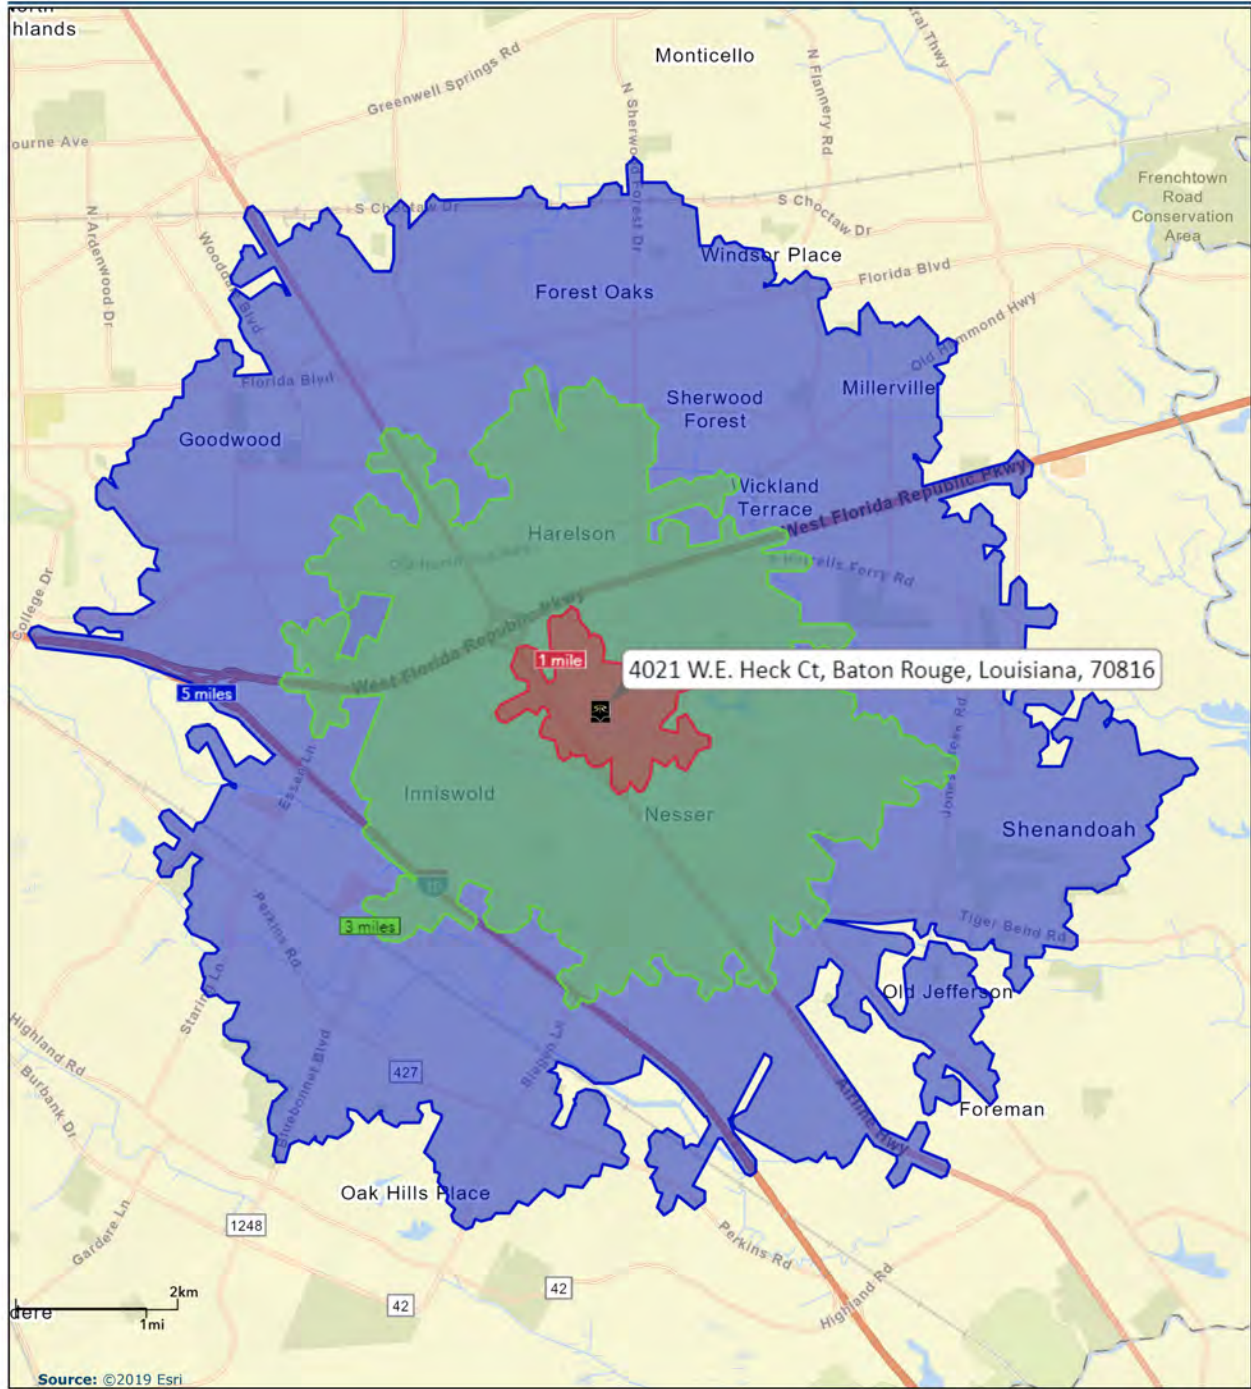 hlands
Monticello
Greenwell Springs Rd
N Flannery Rd
ral Thwy
N Sherwood Forest Dr
ourne Ave
Frenchtown
Road
Conservation
Area
N Ardenwood Dr
S Choctaw Dr
S Choctaw Dr
Windsor Place
Florida Blvd
Forest Oaks
Old Hammond Hwy
Florida Blvd
Millerville
Sherwood
Forest
Goodwood
Wickland
Terrace
West Florida Republic Pkwy
Harelson
College Dr
West Florida Republic Pkwy
1 mile
4021 W.E. Heck Ct, Baton Rouge, Louisiana, 70816
5 miles
Essen Ln
Inniswold
Nesser
Jones Creek Rd
Shenandoah
10
3 miles
Perkins Rd
Tiger Bend Rd
Staring Ln
Old Jefferson
Highland Rd
Burbank Dr
Bluebonnet Blvd
427
Siegen Ln
Airline Hwy
Foreman
Oak Hills Place
Gardere Ln
1248
Perkins Rd
42
42
Highland Rd
dere
2km
1mi
Source: ©2019 Esri